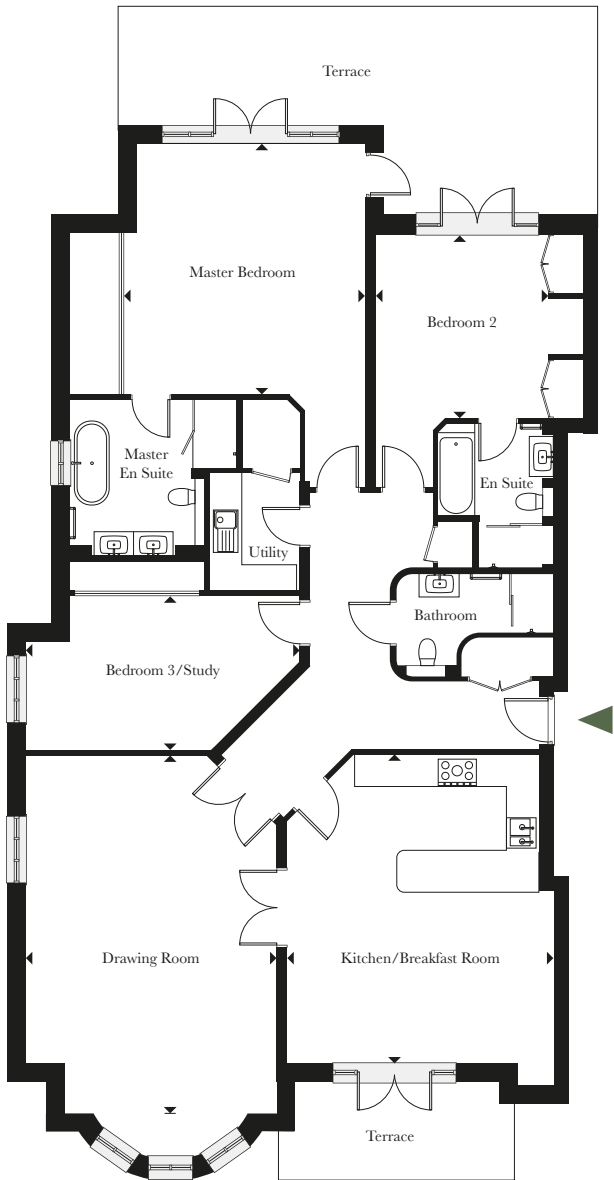 Terrace
Master Bedroom
Bedroom 2
Master
En Suite
En Suite
Utility
Bathroom
Bedroom 3/Study
Drawing Room
Kitchen/Breakfast Room
Terrace